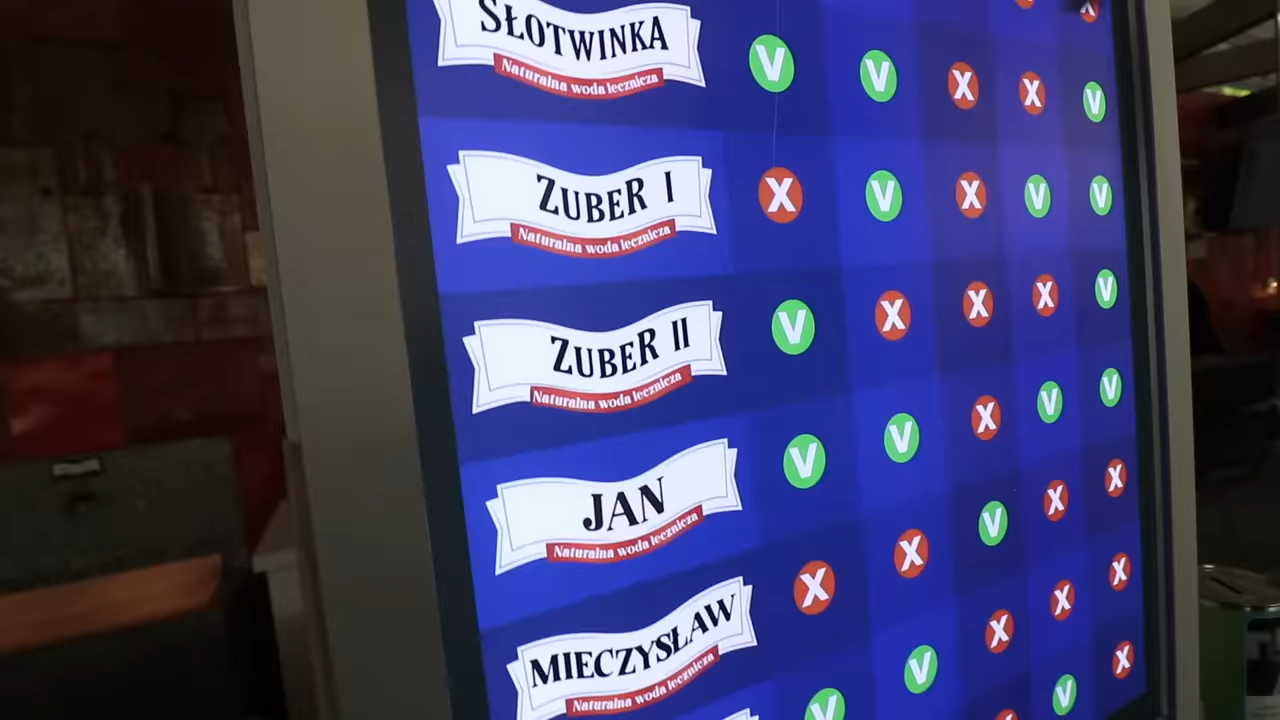 X X
SŁOTWINKA V V X X V
Naturalna woda lecznicza
ZUBER I X V X V V
Naturalna woda lecznicza
ZUBER II V X X X V
Naturalna woda lecznicza
JAN V V X V V
Naturalna woda lecznicza
MIECZYSŁAW X X V X X
Naturalna woda lecznicza
V V X X X
V X